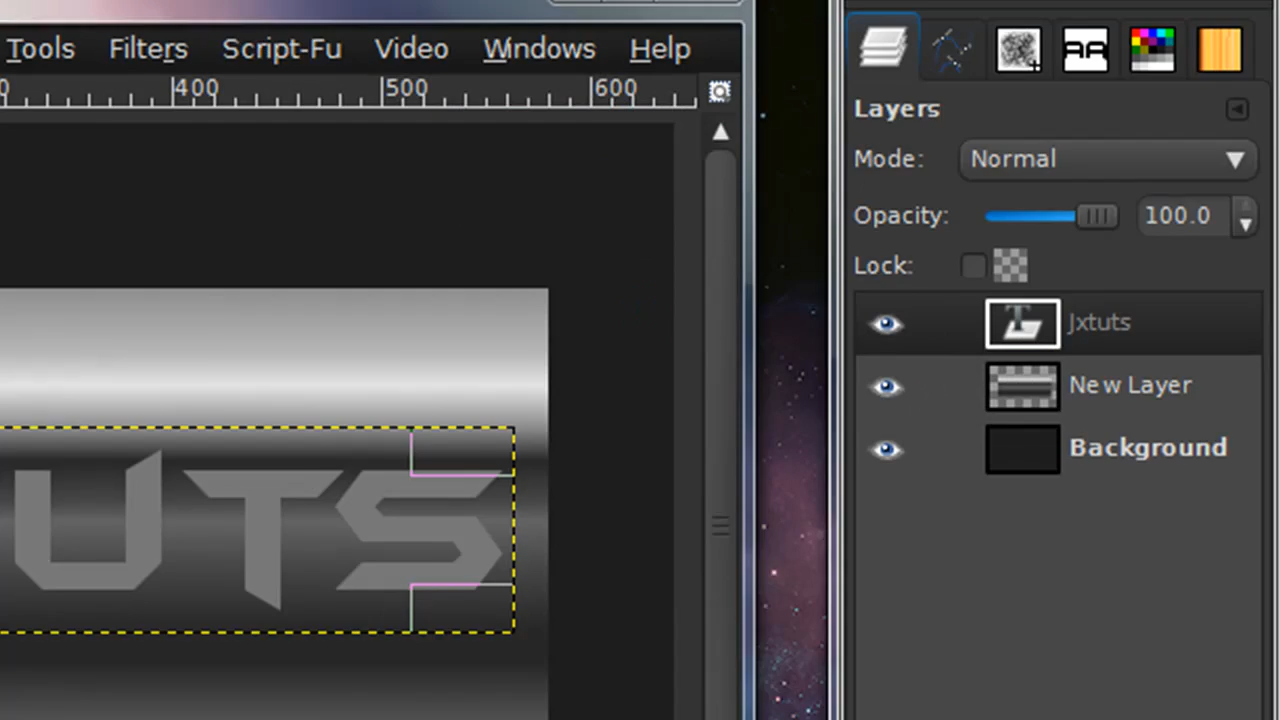 Tools Filters Script-Fu Video Windows Help
400 500 600
UTS
Layers
Mode: Normal
Opacity: 100.0
Lock:
Jxtuts
New Layer
Background